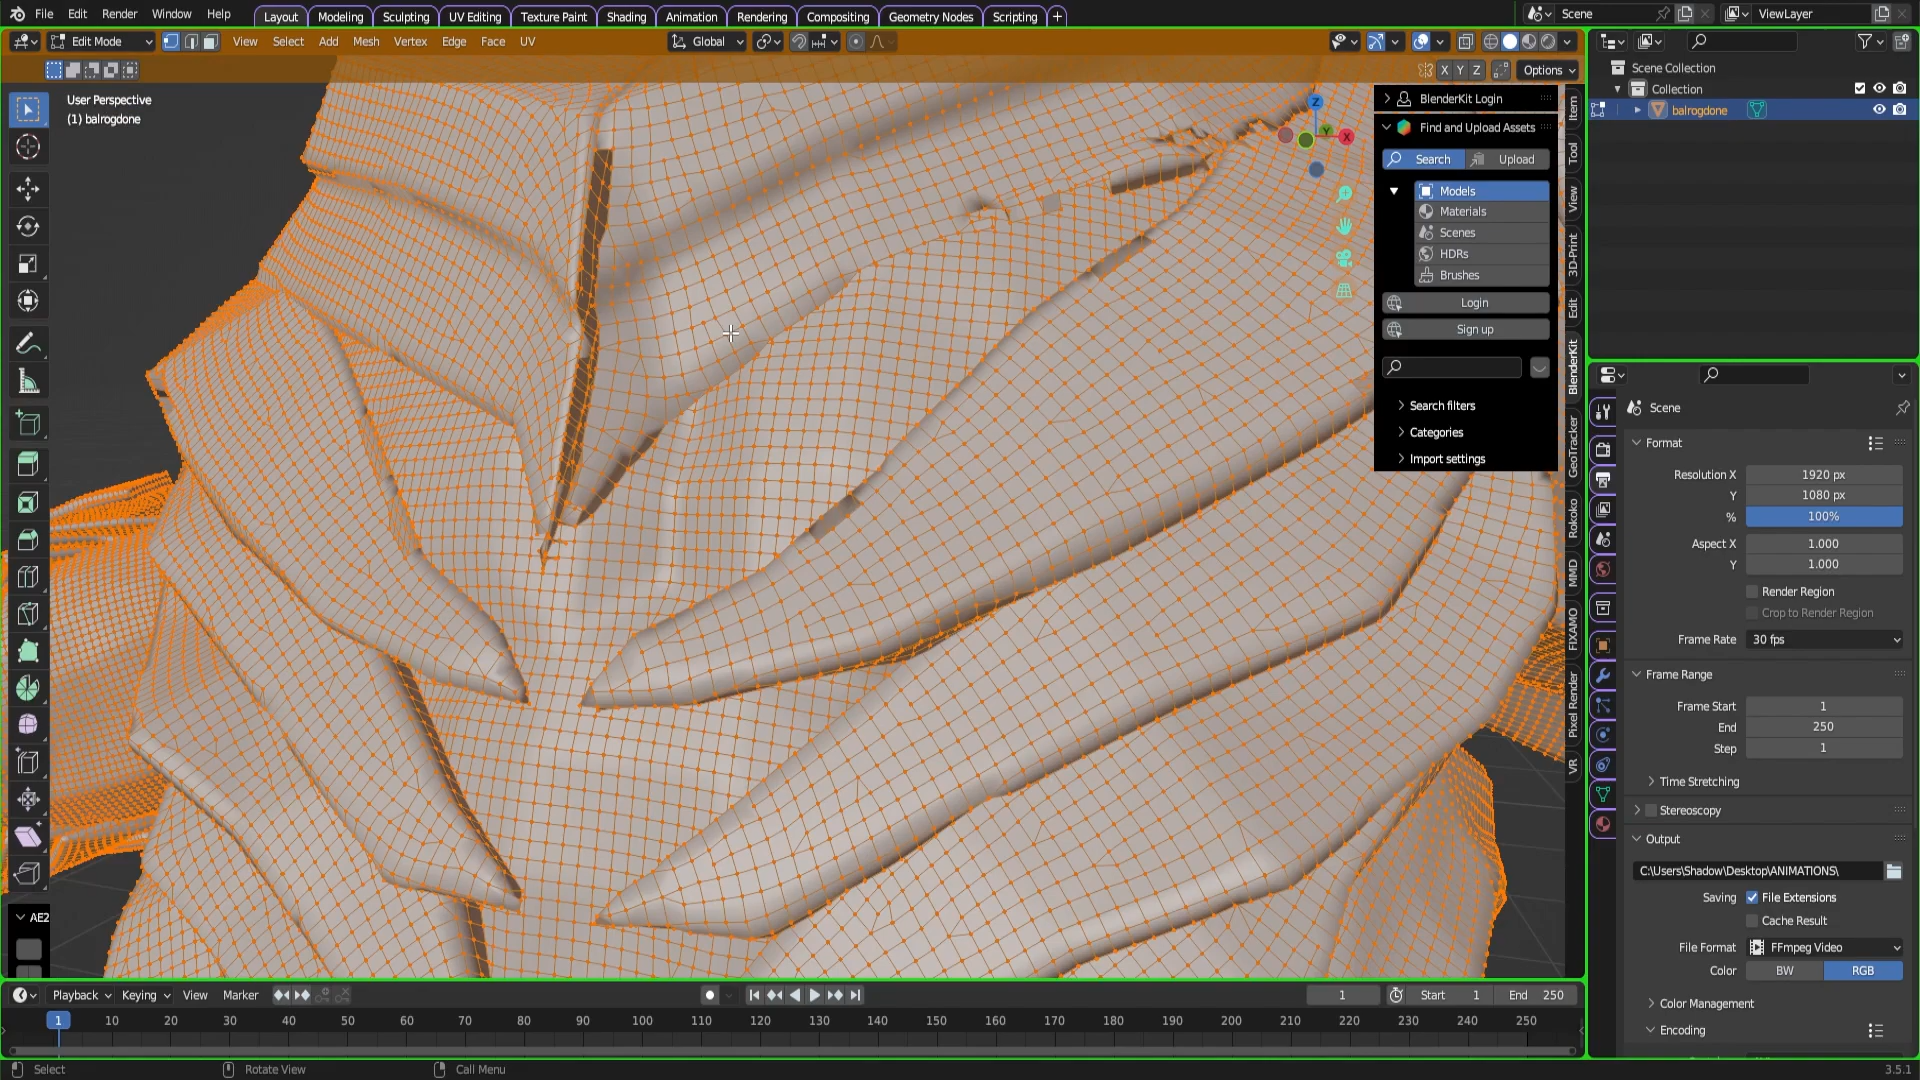 File Edit Render Window Help Layout Modeling Sculpting UV Editing Texture Paint Shading Animation Rendering Compositing Geometry Nodes Scripting + Scene ViewLayer
Edit Mode View Select Add Mesh Vertex Edge Face UV Global
X Y Z Options
User Perspective
(1) balrogdone
Z
Y
X
BlenderKit Login
Find and Upload Assets
Search Upload
Models
Materials
Scenes
HDRs
Brushes
Login
Sign up
Search filters
Categories
Import settings
Item
Tool
View
3D-Print
Edit
BlenderKit
GeoTracker
Rokoko
MMD
FIXAMO
Pixel Render
VR
AE2
Scene Collection
Collection
balrogdone
Scene
Format
Resolution X 1920 px
Y 1080 px
% 100%
Aspect X 1.000
Y 1.000
Render Region
Crop to Render Region
Frame Rate 30 fps
Frame Range
Frame Start 1
End 250
Step 1
Time Stretching
Stereoscopy
Output
C:\Users\Shadow\Desktop\ANIMATIONS\
Saving File Extensions
Cache Result
File Format FFmpeg Video
Color BW RGB
Color Management
Encoding
Playback Keying View Marker 1 Start 1 End 250
1 10 20 30 40 50 60 70 80 90 100 110 120 130 140 150 160 170 180 190 200 210 220 230 240 250
Select Rotate View Call Menu 3.5.1